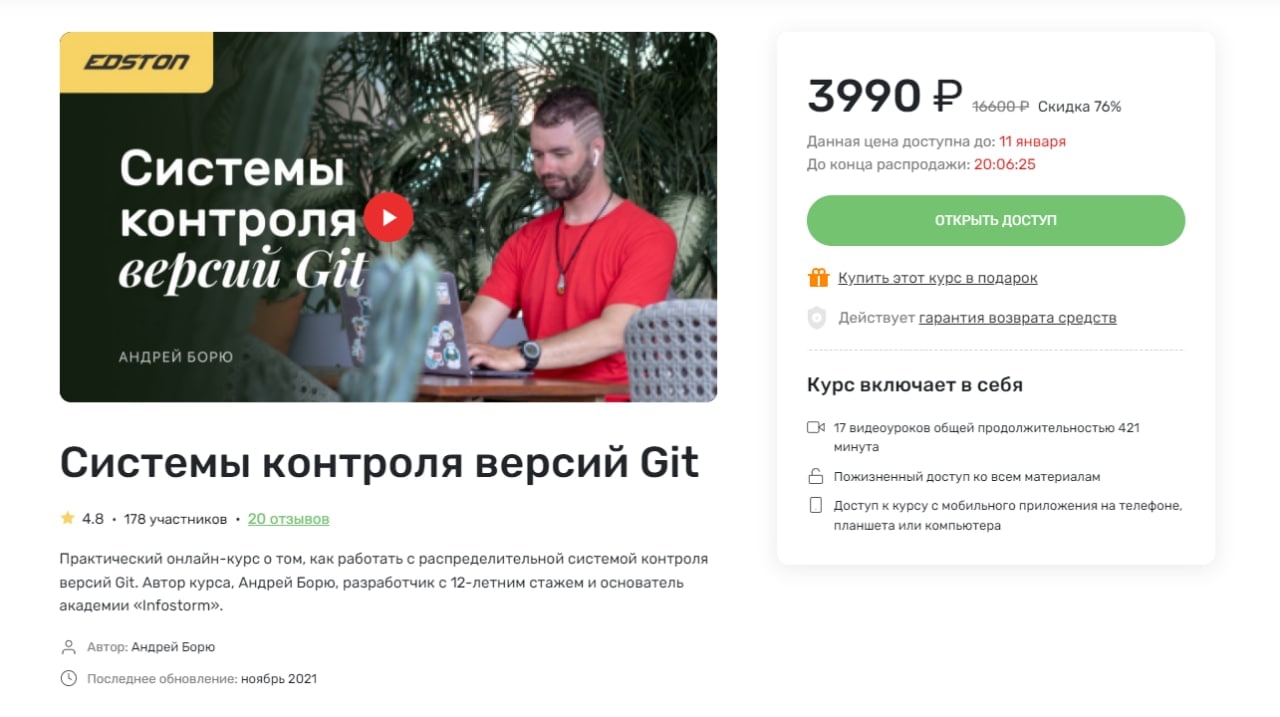 EDSTON
Системы
контроля
версий Git
АНДРЕЙ БОРЮ
Системы контроля версий Git
4.8 • 178 участников • 20 отзывов
Практический онлайн-курс о том, как работать с распределительной системой контроля
версий Git. Автор курса, Андрей Борю, разработчик с 12-летним стажем и основатель
академии «Infostorm».
Автор: Андрей Борю
Последнее обновление: ноябрь 2021
3990 ₽ 16600 ₽ Скидка 76%
Данная цена доступна до: 11 января
До конца распродажи: 20:06:25
ОТКРЫТЬ ДОСТУП
Купить этот курс в подарок
Действует гарантия возврата средств
Курс включает в себя
17 видеоуроков общей продолжительностью 421
минута
Пожизненный доступ ко всем материалам
Доступ к курсу с мобильного приложения на телефоне,
планшета или компьютера